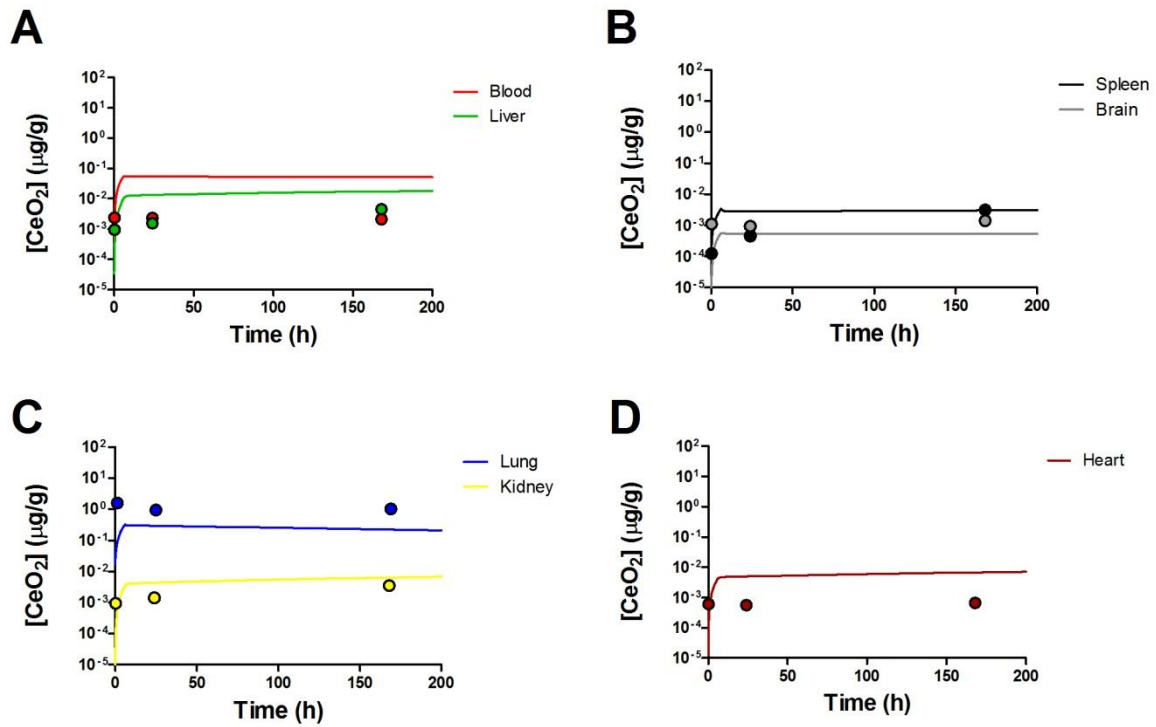 A
[CeO₂] (μg/g)
10²
10¹
10⁰
10⁻¹
10⁻²
10⁻³
10⁻⁴
10⁻⁵
0 50 100 150 200
Time (h)
Blood
Liver
B
[CeO₂] (μg/g)
10²
10¹
10⁰
10⁻¹
10⁻²
10⁻³
10⁻⁴
10⁻⁵
0 50 100 150 200
Time (h)
Spleen
Brain
C
[CeO₂] (μg/g)
10²
10¹
10⁰
10⁻¹
10⁻²
10⁻³
10⁻⁴
10⁻⁵
0 50 100 150 200
Time (h)
Lung
Kidney
D
[CeO₂] (μg/g)
10²
10¹
10⁰
10⁻¹
10⁻²
10⁻³
10⁻⁴
10⁻⁵
0 50 100 150 200
Time (h)
Heart